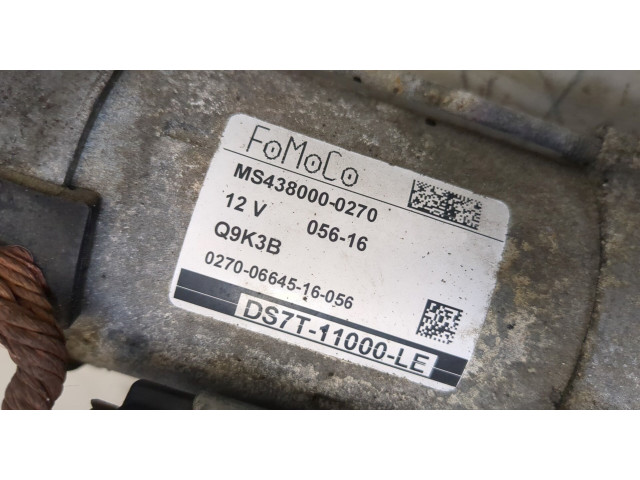 FoMoCo
MS438000-0270
12 V 056-16
Q9K3B
0270-06645-16-056
DS7T-11000-LE